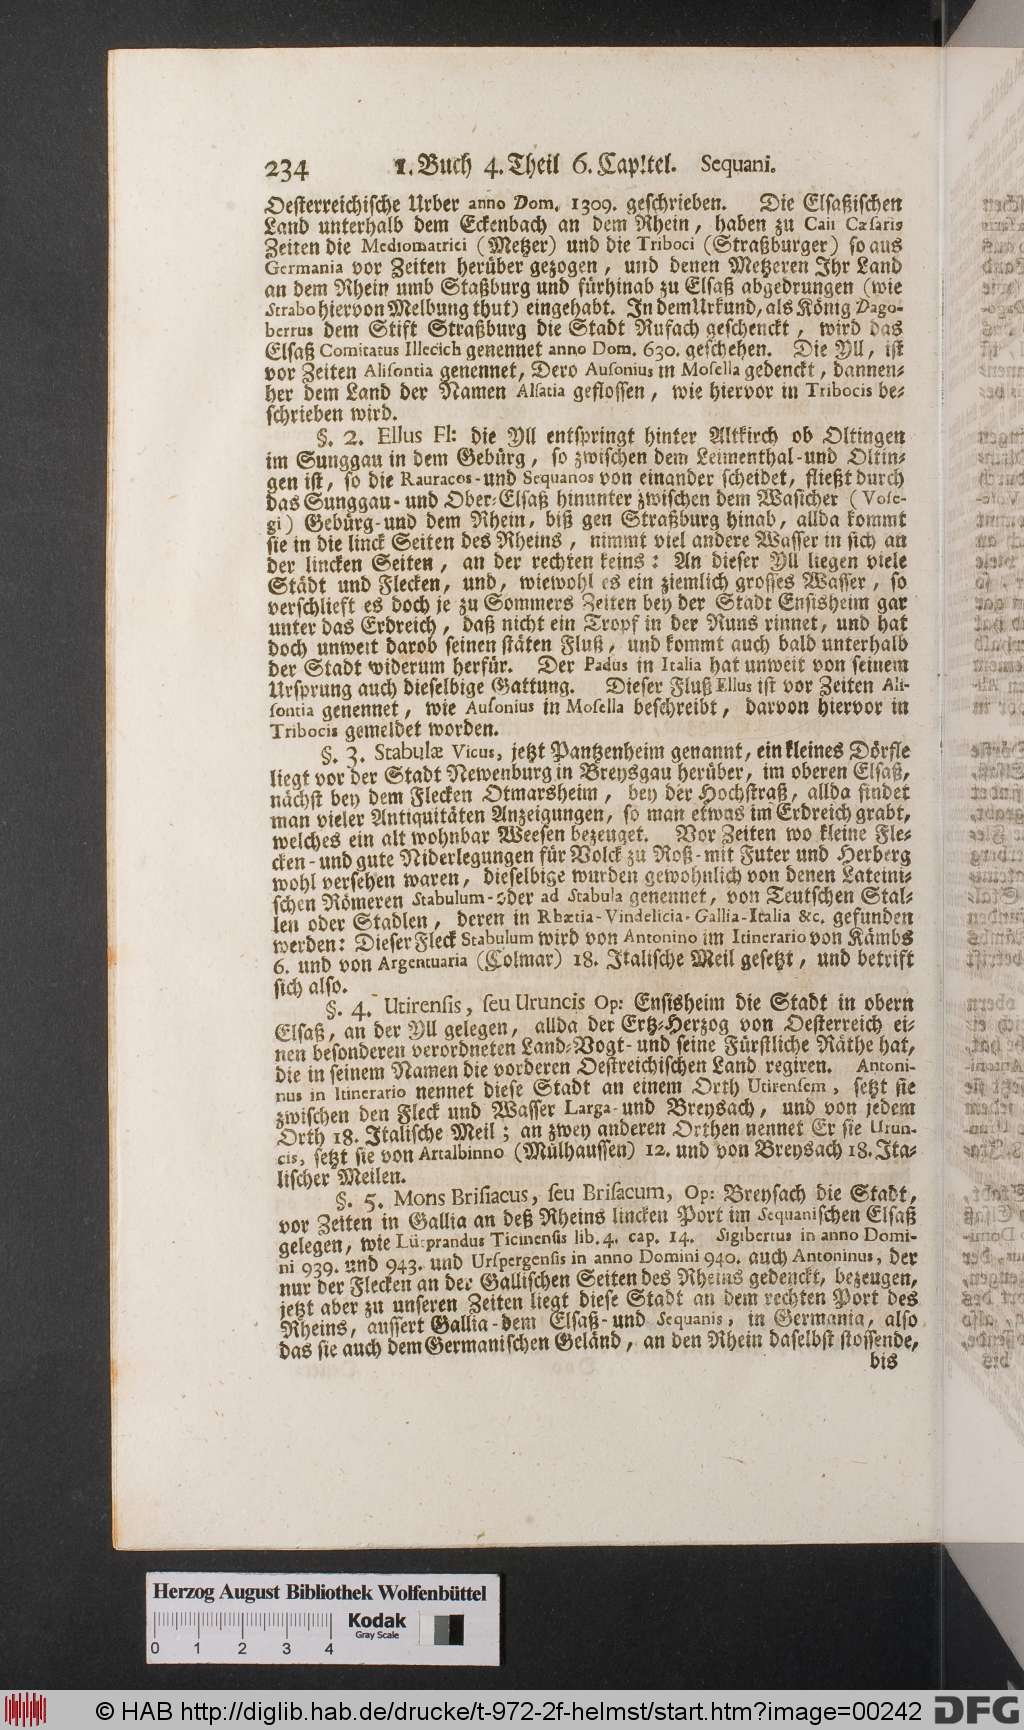 234 1. Buch 4. Theil 6. Cap!tel. Sequani.
Oesterreichische Urber anno Dom. 1309. geschrieben. Die Elsaßischen
Land unterhalb dem Eckenbach an dem Rhein, haben zu Caii Cæsaris
Zeiten die Mediomatrici (Metzer) und die Triboci (Straßburger) so aus
Germania vor Zeiten herüber gezogen, und denen Metzeren Ihr Land
an dem Rhein umb Staßburg und fürhinab zu Elsaß abgedrungen (wie
Strabo hiervon Melbung thut) eingehabt. In dem Urkund, als König Dago-
bertus dem Stift Straßburg die Stadt Rufach geschenckt, wird das
Elsaß Comitatus Illecich genennet anno Dom. 630. geschehen. Die Yll, ist
vor Zeiten Alisontia genennet, Dero Ausonius in Mosella gedenckt, dannen-
her dem Land der Namen Alsatia geflossen, wie hiervor in Tribocis be-
schrieben wird.
§. 2. Ellus Fl: die Yll entspringt hinter Altkirch ob Oltingen
im Sunggau in dem Gebürg, so zwischen dem Leimenthal-und Oltin-
gen ist, so die Rauracos-und Sequanos von einander scheidet, fließt durch
das Sunggau-und Ober-Elsaß hinunter zwischen dem Wasicher (Vose-
gi) Gebürg-und dem Rhein, biß gen Straßburg hinab, allda kommt
sie in die linck Seiten des Rheins, nimmt viel andere Wasser in sich an
der lincken Seiten, an der rechten keins: An dieser Yll liegen viele
Städt und Flecken, und, wiewohl es ein ziemlich grosses Wasser, so
verschlieft es doch je zu Sommers Zeiten bey der Stadt Ensisheim gar
unter das Erdreich, daß nicht ein Tropf in der Runs rinnet, und hat
doch unweit darob seinen stäten Fluß, und kommt auch bald unterhalb
der Stadt widerum herfür. Der Padus in Italia hat unweit von seinem
Ursprung auch dieselbige Gattung. Dieser Fluß Ellus ist vor Zeiten Ali-
sontia genennet, wie Ausonius in Mosella beschreibt, darvon hiervor in
Tribocis gemeldet worden.
§. 3. Stabulæ Vicus, jetzt Pantzenheim genannt, ein kleines Dörfle
liegt vor der Stadt Newenburg in Breysgau herüber, im oberen Elsaß,
nächst bey dem Flecken Otmarsheim, bey der Hochstraß, allda findet
man vieler Antiquitäten Anzeigungen, so man etwas im Erdreich grabt,
welches ein alt wohnbar Weesen bezeuget. Vor Zeiten wo kleine Fle-
cken-und gute Niderlegungen für Volck zu Roß-mit Futer und Herberg
wohl versehen waren, dieselbige wurden gewohnlich von denen Lateini-
schen Römeren Stabulum-oder ad Stabula genennet, von Teutschen Stal-
len oder Stadlen, deren in Rhætia-Vindelicia-Gallia-Italia &c. gefunden
werden: Dieser Fleck Stabulum wird von Antonino im Itinerario von Kämbs
6. und von Argentuaria (Colmar) 18. Italische Meil gesetzt, und betrift
sich also.
§. 4. Utirensis, seu Uruncis Op: Ensisheim die Stadt in obern
Elsaß, an der Yll gelegen, allda der Ertz-Herzog von Oesterreich ei-
nen besonderen verordneten Land-Vogt-und seine Fürstliche Räthe hat,
die in seinem Namen die vorderen Oestreichischen Land regiren. Antoni-
nus in Itinerario nennet diese Stadt an einem Orth Utirensem, setzt sie
zwischen den Fleck und Wasser Larga-und Breysach, und von jedem
Orth 18. Italische Meil; an zwey anderen Orthen nennet Er sie Urun-
cis, setzt sie von Artalbinno (Mülhaussen) 12. und von Breysach 18. Ita-
lischer Meilen.
§. 5. Mons Brisiacus, seu Brisacum, Op: Breysach die Stadt,
vor Zeiten in Gallia an deß Rheins lincken Port im Sequanischen Elsaß
gelegen, wie Lütprandus Ticinensis lib. 4. cap. 14. Sigibertus in anno Domi-
ni 939. und 943. und Urspergensis in anno Domini 940. auch Antoninus, der
nur der Flecken an der Gallischen Seiten des Rheins gedenckt, bezeugen,
jetzt aber zu unseren Zeiten liegt diese Stadt an dem rechten Port des
Rheins, aussert Gallia-dem Elsaß-und Sequanis, in Germania, also
das sie auch dem Germanischen Geländ, an den Rhein daselbst stossende,
bis
Herzog August Bibliothek Wolfenbüttel
Kodak
Gray Scale
0 1 2 3 4
© HAB http://diglib.hab.de/drucke/t-972-2f-helmst/start.htm?image=00242 DFG